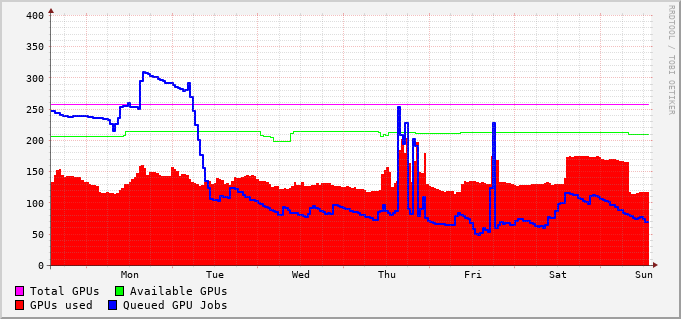 400
350
300
250
200
150
100
50
0
Mon Tue Wed Thu Fri Sat Sun
Total GPUs Available GPUs
GPUs used Queued GPU Jobs
RRDTOOL / TOBI OETIKER